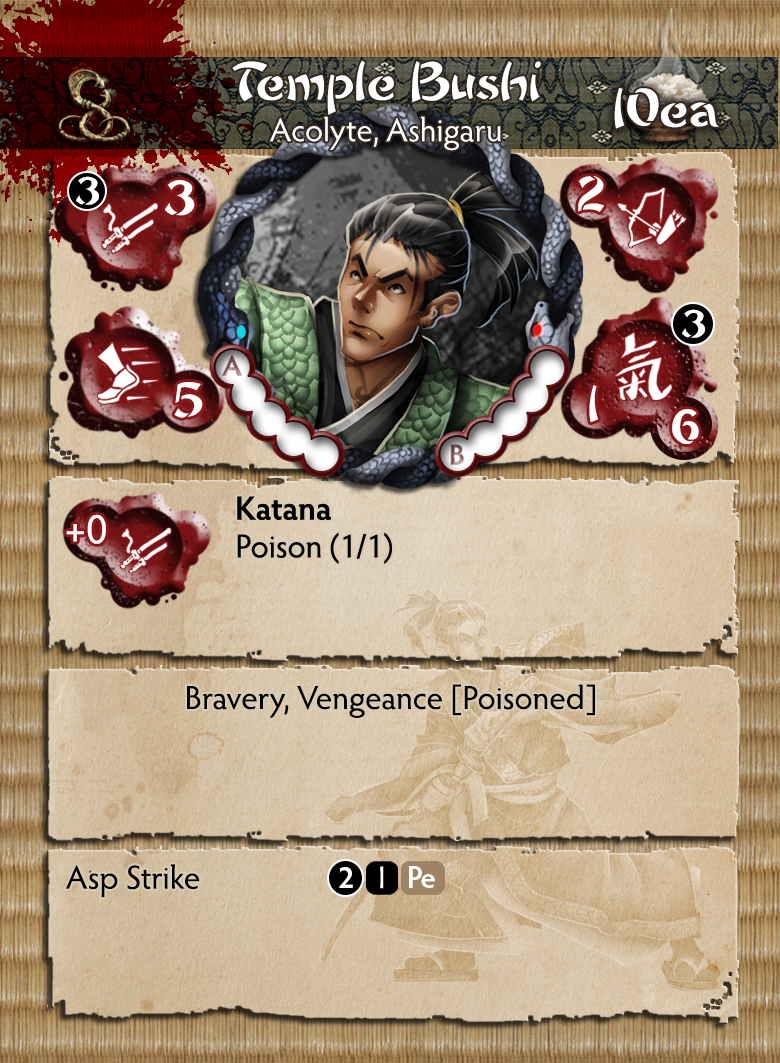 Temple Bushi
10ea
Acolyte, Ashigaru
3 3
2
5
氣
3
1
6
A
B
+0
Katana
Poison (1/1)
Bravery, Vengeance [Poisoned]
Asp Strike 2 1 Pe